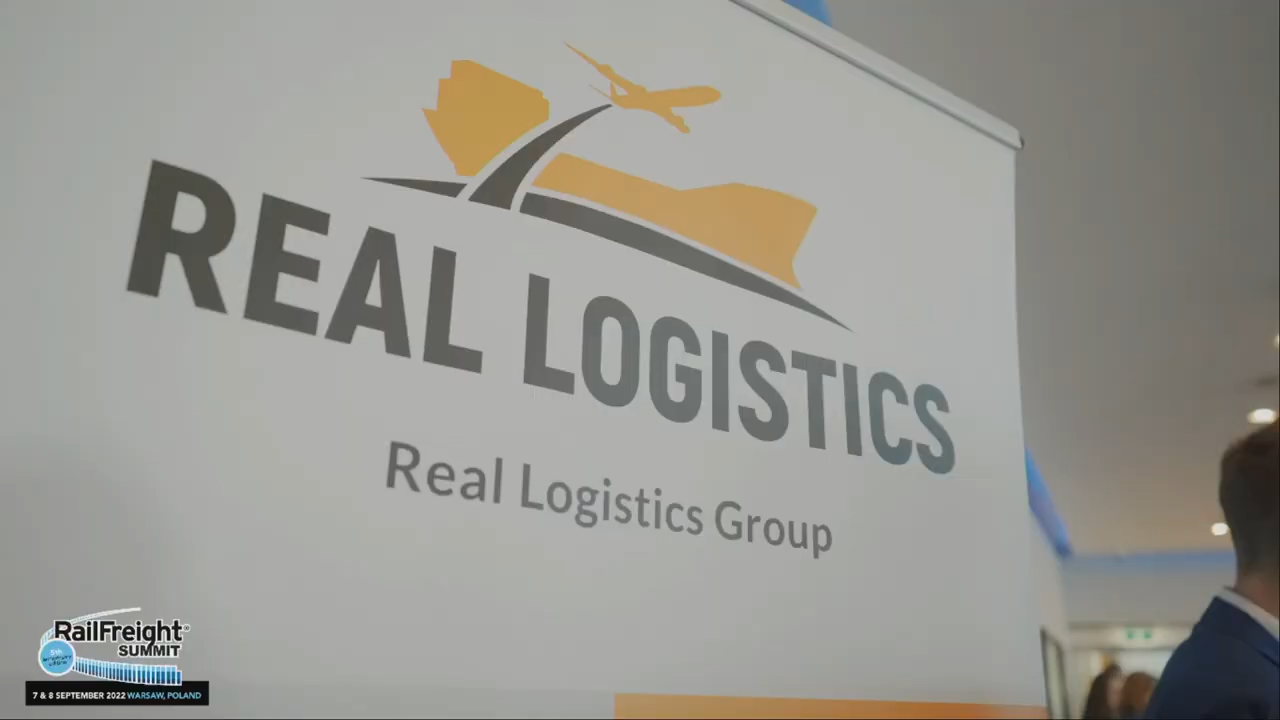 REAL LOGISTICS
Real Logistics Group
RailFreight®
SUMMIT
7 & 8 SEPTEMBER 2022 WARSAW, POLAND